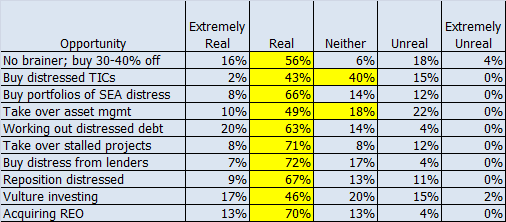 Opportunity Extremely Real Real Neither Unreal Extremely Unreal
No brainer; buy 30-40% off 16% 56% 6% 18% 4%
Buy distressed TICs 2% 43% 40% 15% 0%
Buy portfolios of SEA distress 8% 66% 14% 12% 0%
Take over asset mgmt 10% 49% 18% 22% 0%
Working out distressed debt 20% 63% 14% 4% 0%
Take over stalled projects 8% 71% 8% 12% 0%
Buy distress from lenders 7% 72% 17% 4% 0%
Reposition distressed 9% 67% 13% 11% 0%
Vulture investing 17% 46% 20% 15% 2%
Acquiring REO 13% 70% 13% 4% 0%